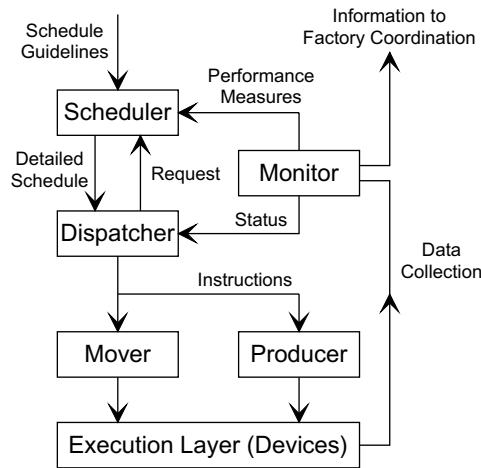 Schedule
Guidelines
Information to
Factory Coordination
Performance
Measures
Scheduler
Detailed
Schedule
Request
Monitor
Dispatcher
Status
Data
Collection
Instructions
Mover
Producer
Execution Layer (Devices)